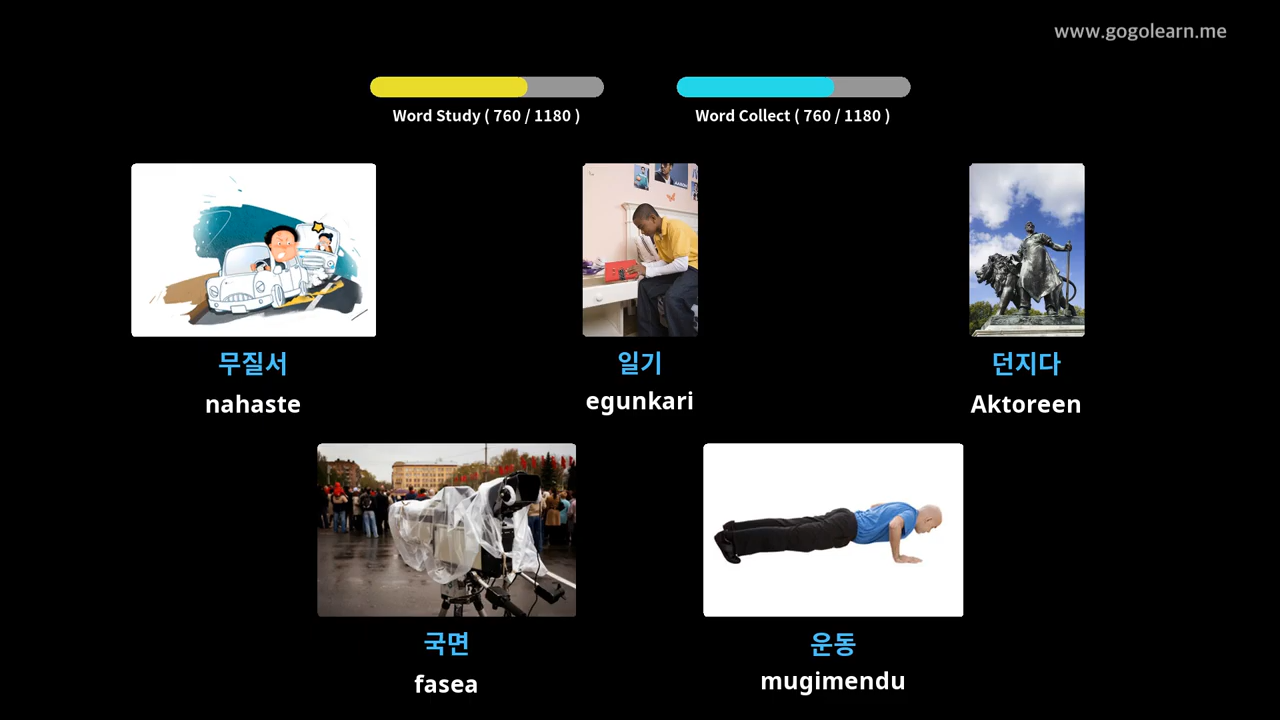 www.gogolearn.me
Word Study ( 760 / 1180 )
Word Collect ( 760 / 1180 )
무질서
nahaste
일기
egunkari
던지다
Aktoreen
국면
fasea
운동
mugimendu